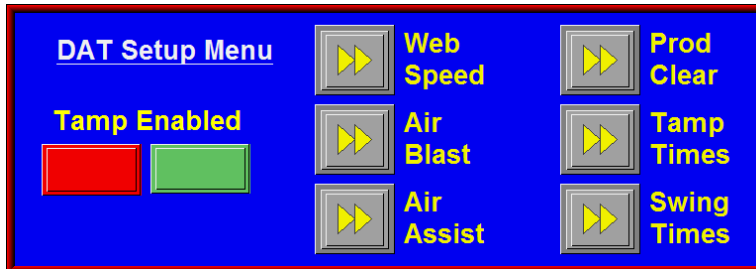 DAT Setup Menu
Tamp Enabled
Web
Speed
Air
Blast
Air
Assist
Prod
Clear
Tamp
Times
Swing
Times